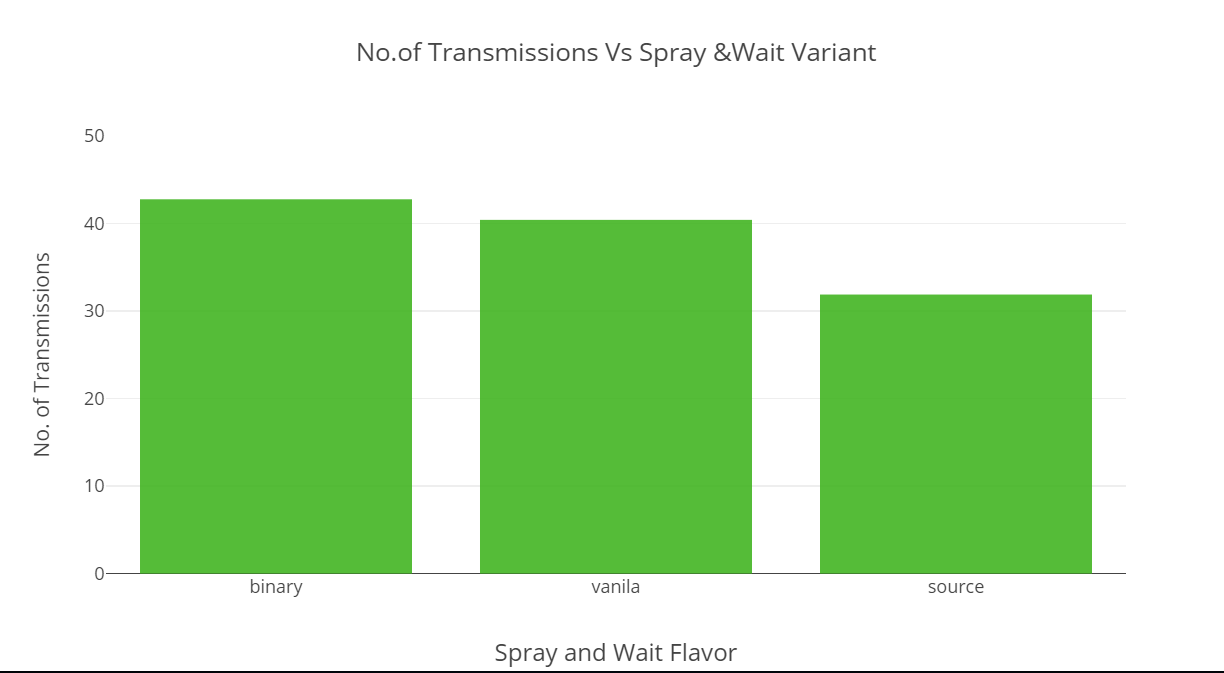 No.of Transmissions Vs Spray &Wait Variant
50
40
30
20
10
0
No. of Transmissions
binary
vanila
source
Spray and Wait Flavor